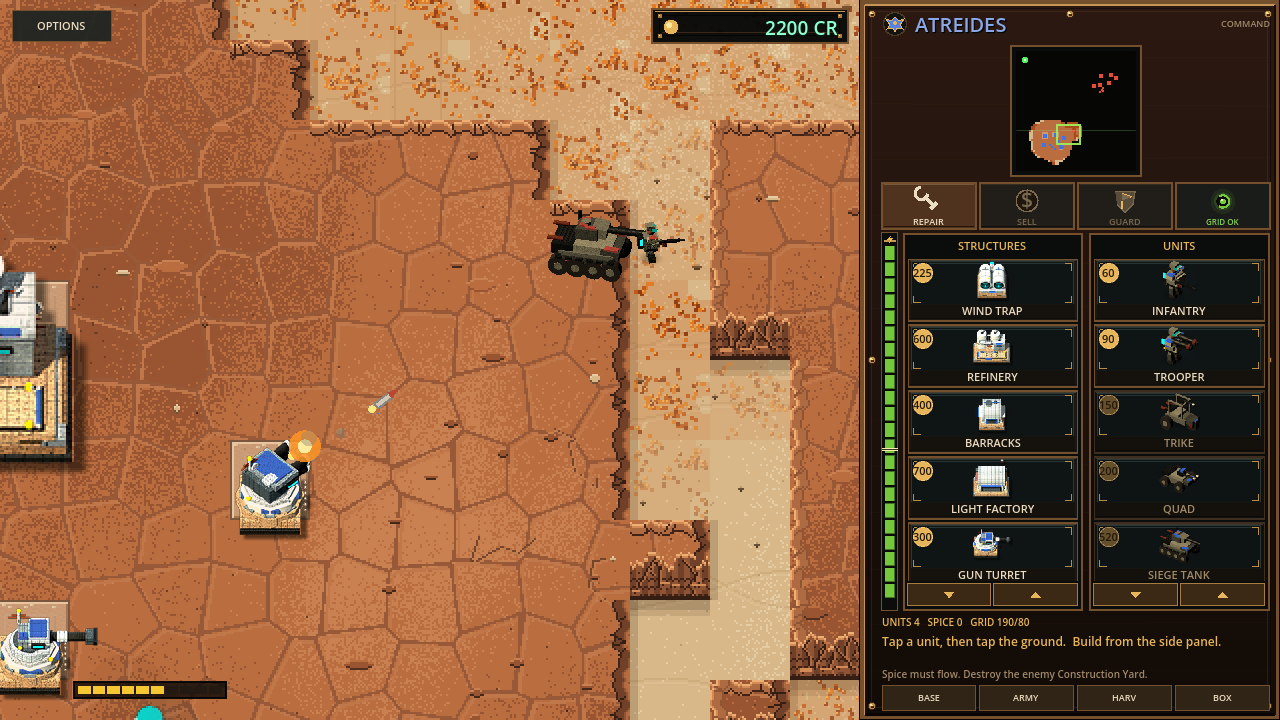 OPTIONS
2200 CR
ATREIDES
COMMAND
REPAIR
SELL
GUARD
GRID OK
STRUCTURES
225
WIND TRAP
600
REFINERY
400
BARRACKS
700
LIGHT FACTORY
300
GUN TURRET
UNITS
60
INFANTRY
90
TROOPER
150
TRIKE
200
QUAD
520
SIEGE TANK
UNITS 4 SPICE 0 GRID 190/80
Tap a unit, then tap the ground. Build from the side panel.
Spice must flow. Destroy the enemy Construction Yard.
BASE
ARMY
HARV
BOX